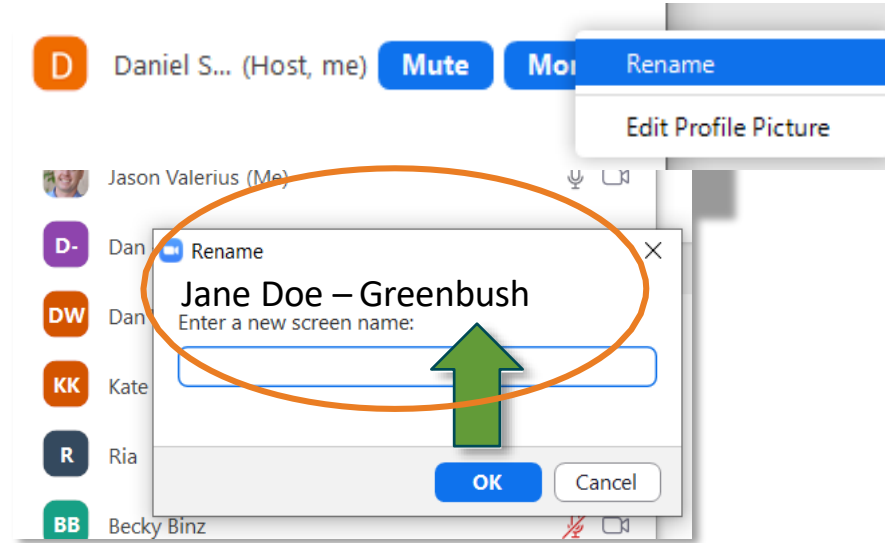 D Daniel S... (Host, me) Mute Mor Rename
Edit Profile Picture
Jason Valerius (Me)
D- Dan
Rename
Jane Doe – Greenbush
DW Dan
Enter a new screen name:
KK Kate
R Ria
OK Cancel
BB Becky Binz